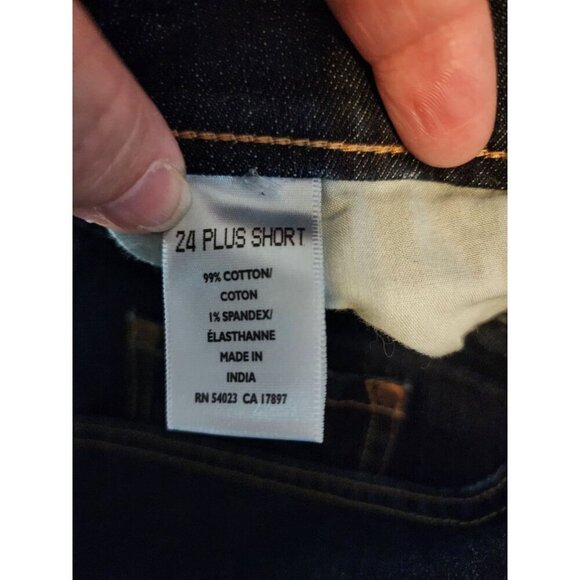 24 PLUS SHORT
99% COTTON/
COTON
1% SPANDEX/
ÉLASTHANNE
MADE IN
INDIA
RN 54023 CA 17897